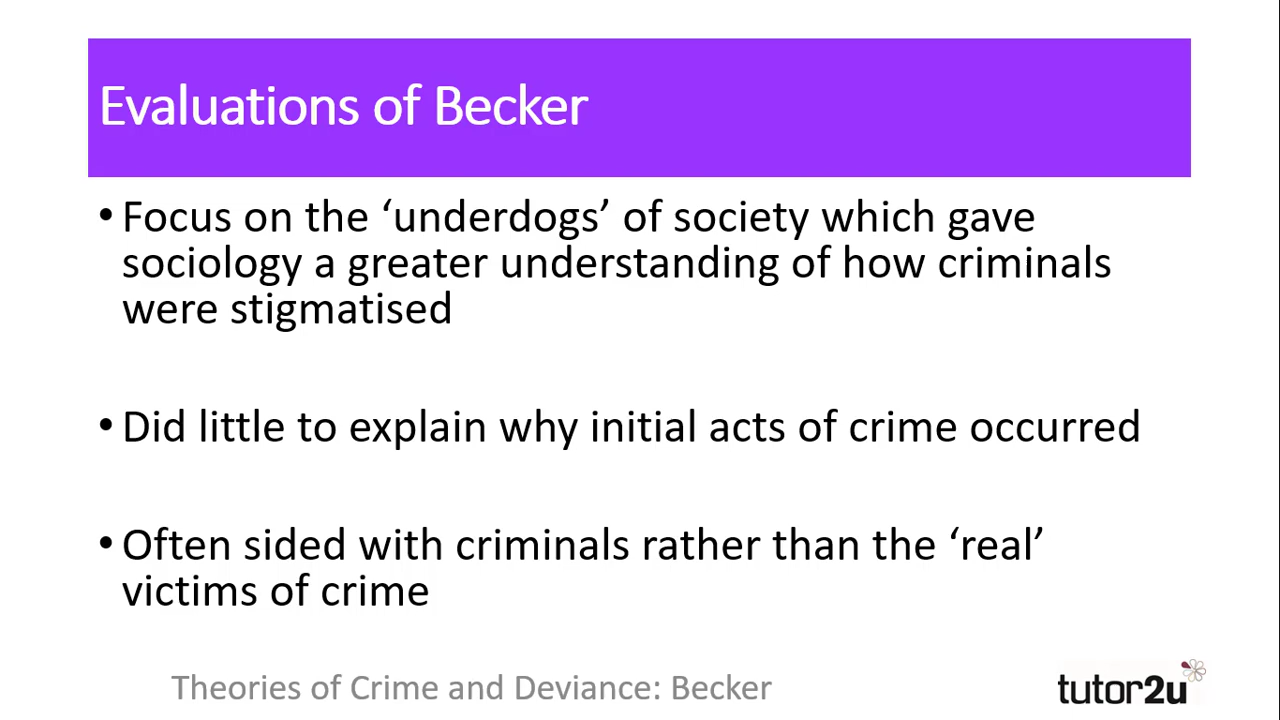 Evaluations of Becker
• Focus on the ‘underdogs’ of society which gave
sociology a greater understanding of how criminals
were stigmatised
• Did little to explain why initial acts of crime occurred
• Often sided with criminals rather than the ‘real’
victims of crime
Theories of Crime and Deviance: Becker
tutor2u